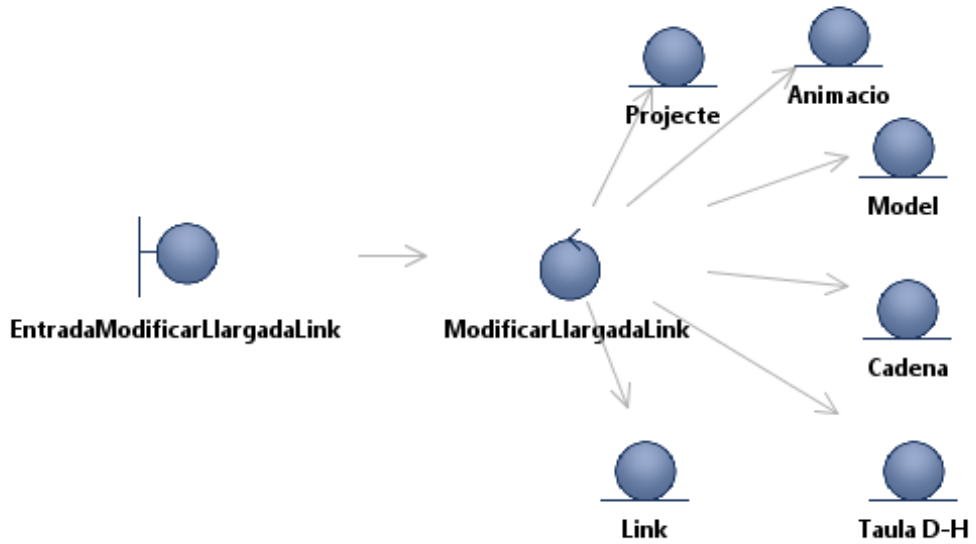 Animacio
Projecte
Model
EntradaModificarLlargadaLink
ModificarLlargadaLink
Cadena
Link
Taula D-H